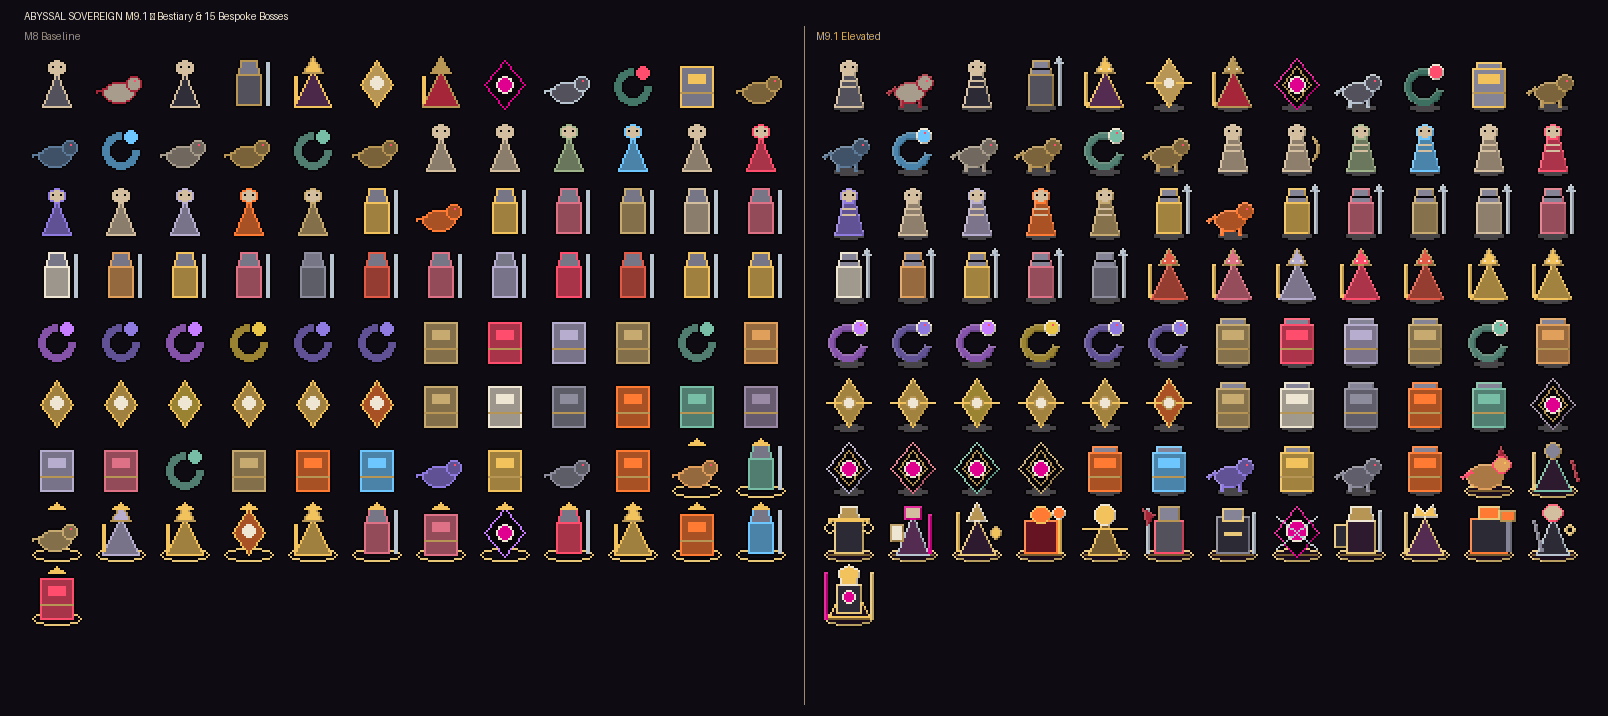 ABYSSAL SOVEREIGN M9.1 ▯ Bestiary & 15 Bespoke Bosses
M8 Baseline
M9.1 Elevated